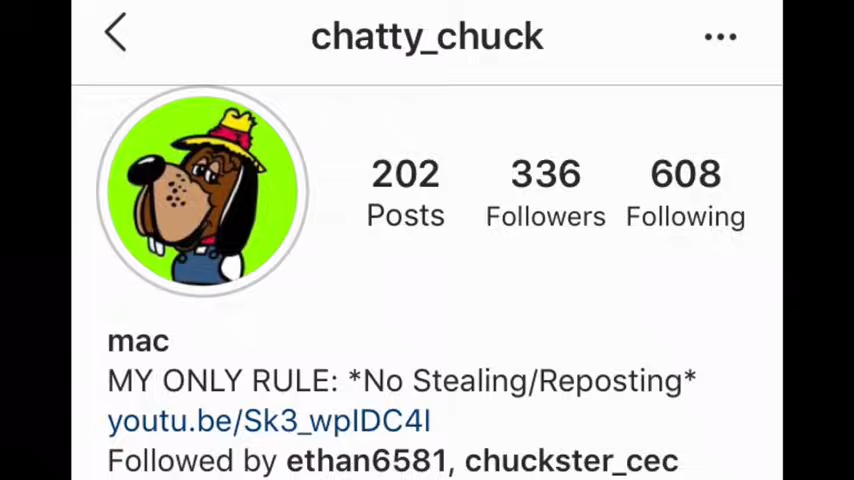 chatty_chuck
202 336 608
Posts Followers Following
mac
MY ONLY RULE: *No Stealing/Reposting*
youtu.be/Sk3_wpIDC4I
Followed by ethan6581, chuckster_cec